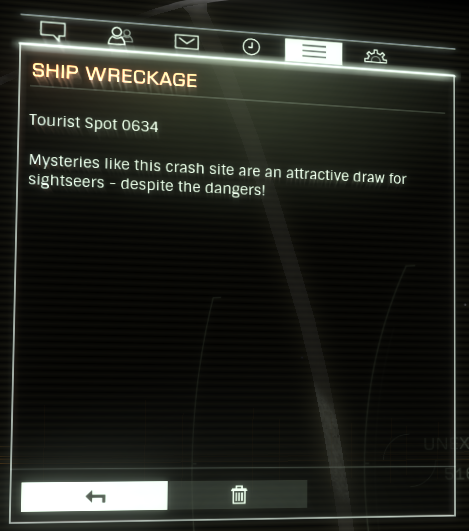 SHIP WRECKAGE
Tourist Spot 0634
Mysteries like this crash site are an attractive draw for
sightseers - despite the dangers!